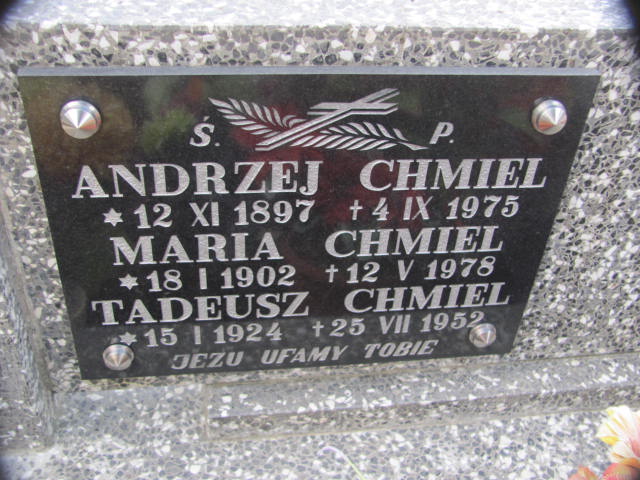 Ś. P.
ANDRZEJ CHMIEL
* 12 XI 1897 † 4 IX 1975
MARIA CHMIEL
* 18 I 1902 † 12 V 1978
TADEUSZ CHMIEL
* 15 I 1924 † 25 VII 1952
JEZU UFAMY TOBIE